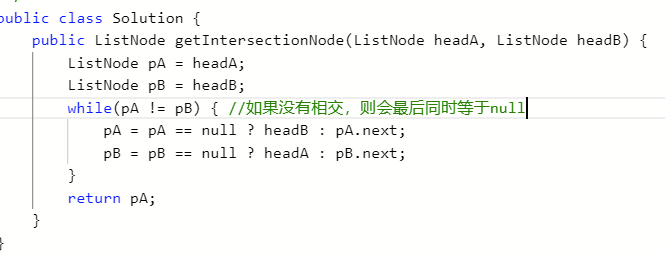 public class Solution {
public ListNode getIntersectionNode(ListNode headA, ListNode headB) {
ListNode pA = headA;
ListNode pB = headB;
while(pA != pB) { //如果没有相交，则会最后同时等于null
pA = pA == null ? headB : pA.next;
pB = pB == null ? headA : pB.next;
}
return pA;
}
}